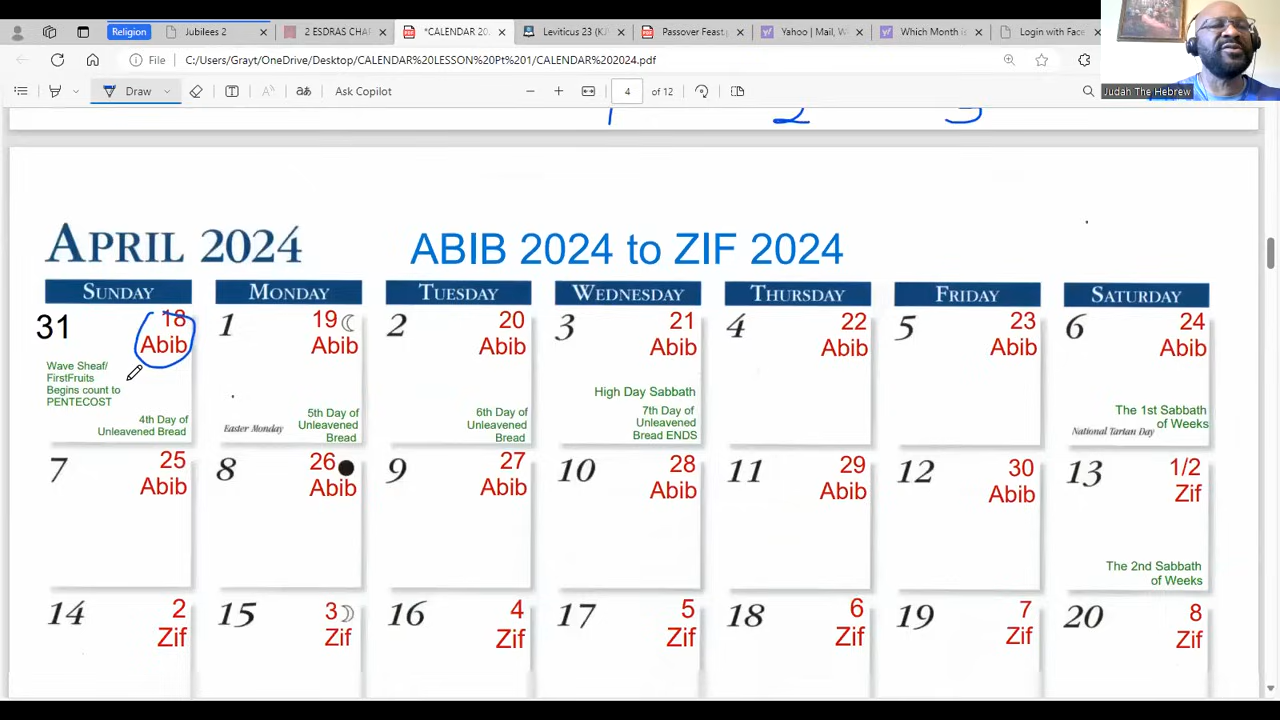 Religion
Jubilees 2
2 ESDRAS CHA
*CALENDAR 20
Leviticus 23 (KJV
Passover Feast
Yahoo | Mail, W
Which Month is
Login with Face
File
C:/Users/Grayt/OneDrive/Desktop/CALENDAR%20LESSON%20Pt%201/CALENDAR%202024.pdf
Draw
Ask Copilot
4
of 12
Judah The Hebrew
1 2 3
APRIL 2024
ABIB 2024 to ZIF 2024
SUNDAY MONDAY TUESDAY WEDNESDAY THURSDAY FRIDAY SATURDAY
31
18
Abib
Wave Sheaf/
FirstFruits
Begins count to
PENTECOST
4th Day of
Unleavened Bread
1
19
Abib
Easter Monday
5th Day of
Unleavened
Bread
2
20
Abib
6th Day of
Unleavened
Bread
3
21
Abib
High Day Sabbath
7th Day of
Unleavened
Bread ENDS
4
22
Abib
5
23
Abib
6
24
Abib
The 1st Sabbath
of Weeks
National Tartan Day
7
25
Abib
8
26
Abib
9
27
Abib
10
28
Abib
11
29
Abib
12
30
Abib
13
1/2
Zif
The 2nd Sabbath
of Weeks
14
2
Zif
15
3
Zif
16
4
Zif
17
5
Zif
18
6
Zif
19
7
Zif
20
8
Zif